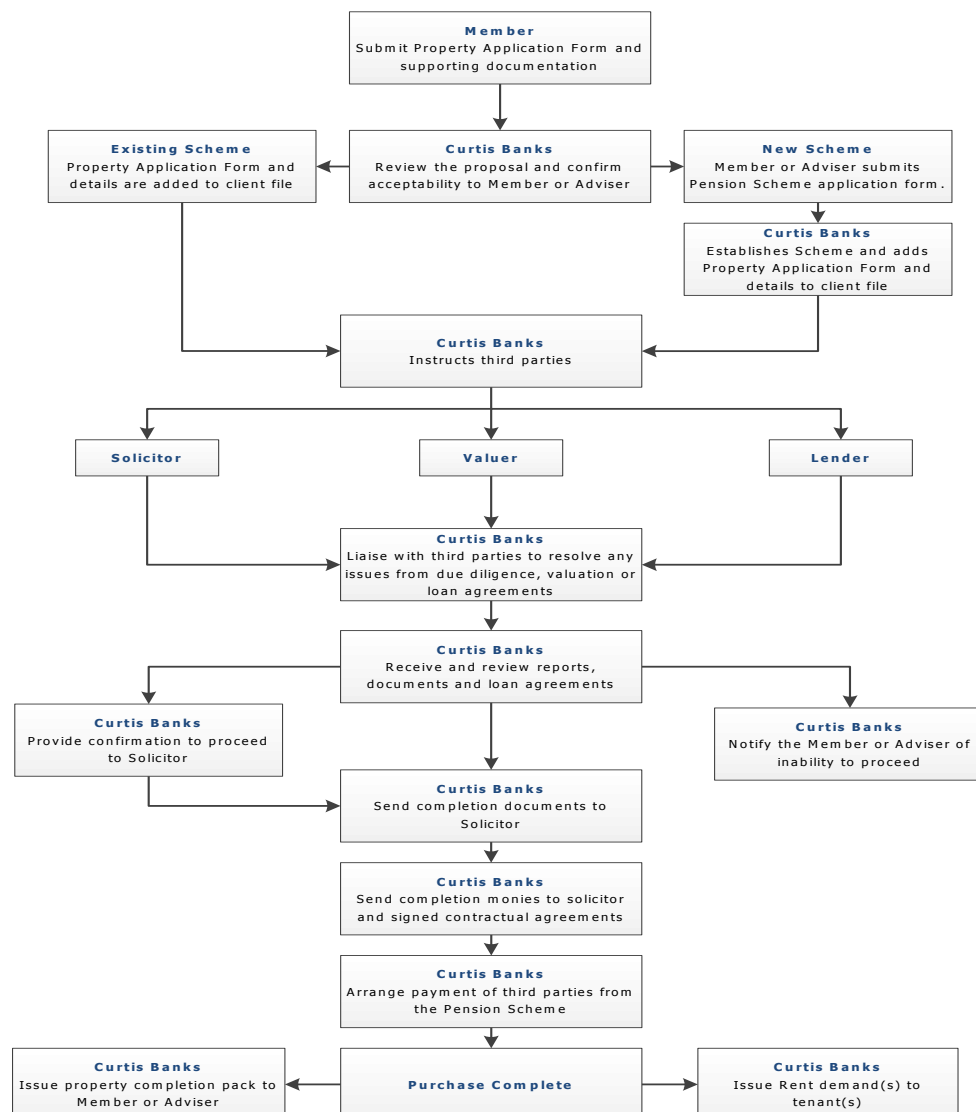 Member
Submit Property Application Form and
supporting documentation
Existing Scheme
Property Application Form and
details are added to client file
Curtis Banks
Review the proposal and confirm
acceptability to Member or Adviser
New Scheme
Member or Adviser submits
Pension Scheme application form.
Curtis Banks
Establishes Scheme and adds
Property Application Form and
details to client file
Curtis Banks
Instructs third parties
Solicitor
Valuer
Lender
Curtis Banks
Liaise with third parties to resolve any
issues from due diligence, valuation or
loan agreements
Curtis Banks
Receive and review reports,
documents and loan agreements
Curtis Banks
Provide confirmation to proceed
to Solicitor
Curtis Banks
Notify the Member or Adviser of
inability to proceed
Curtis Banks
Send completion documents to
Solicitor
Curtis Banks
Send completion monies to solicitor
and signed contractual agreements
Curtis Banks
Arrange payment of third parties from
the Pension Scheme
Curtis Banks
Issue property completion pack to
Member or Adviser
Purchase Complete
Curtis Banks
Issue Rent demand(s) to
tenant(s)